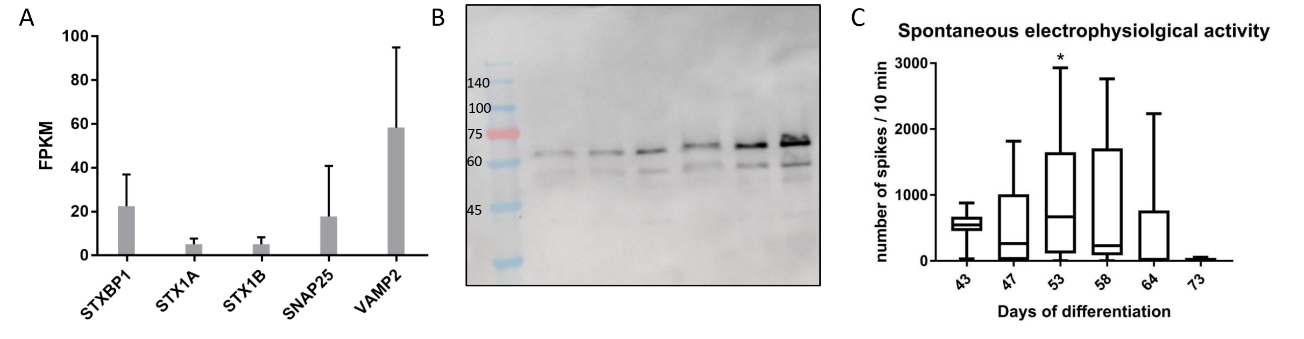 A
100
80
60
40
20
0
FPKM
STXBP1
STX1A
STX1B
SNAP25
VAMP2
B
140
100
75
60
45
C
Spontaneous electrophysiolgical activity
*
3000
2000
1000
0
number of spikes / 10 min
43
47
53
58
64
73
Days of differentiation